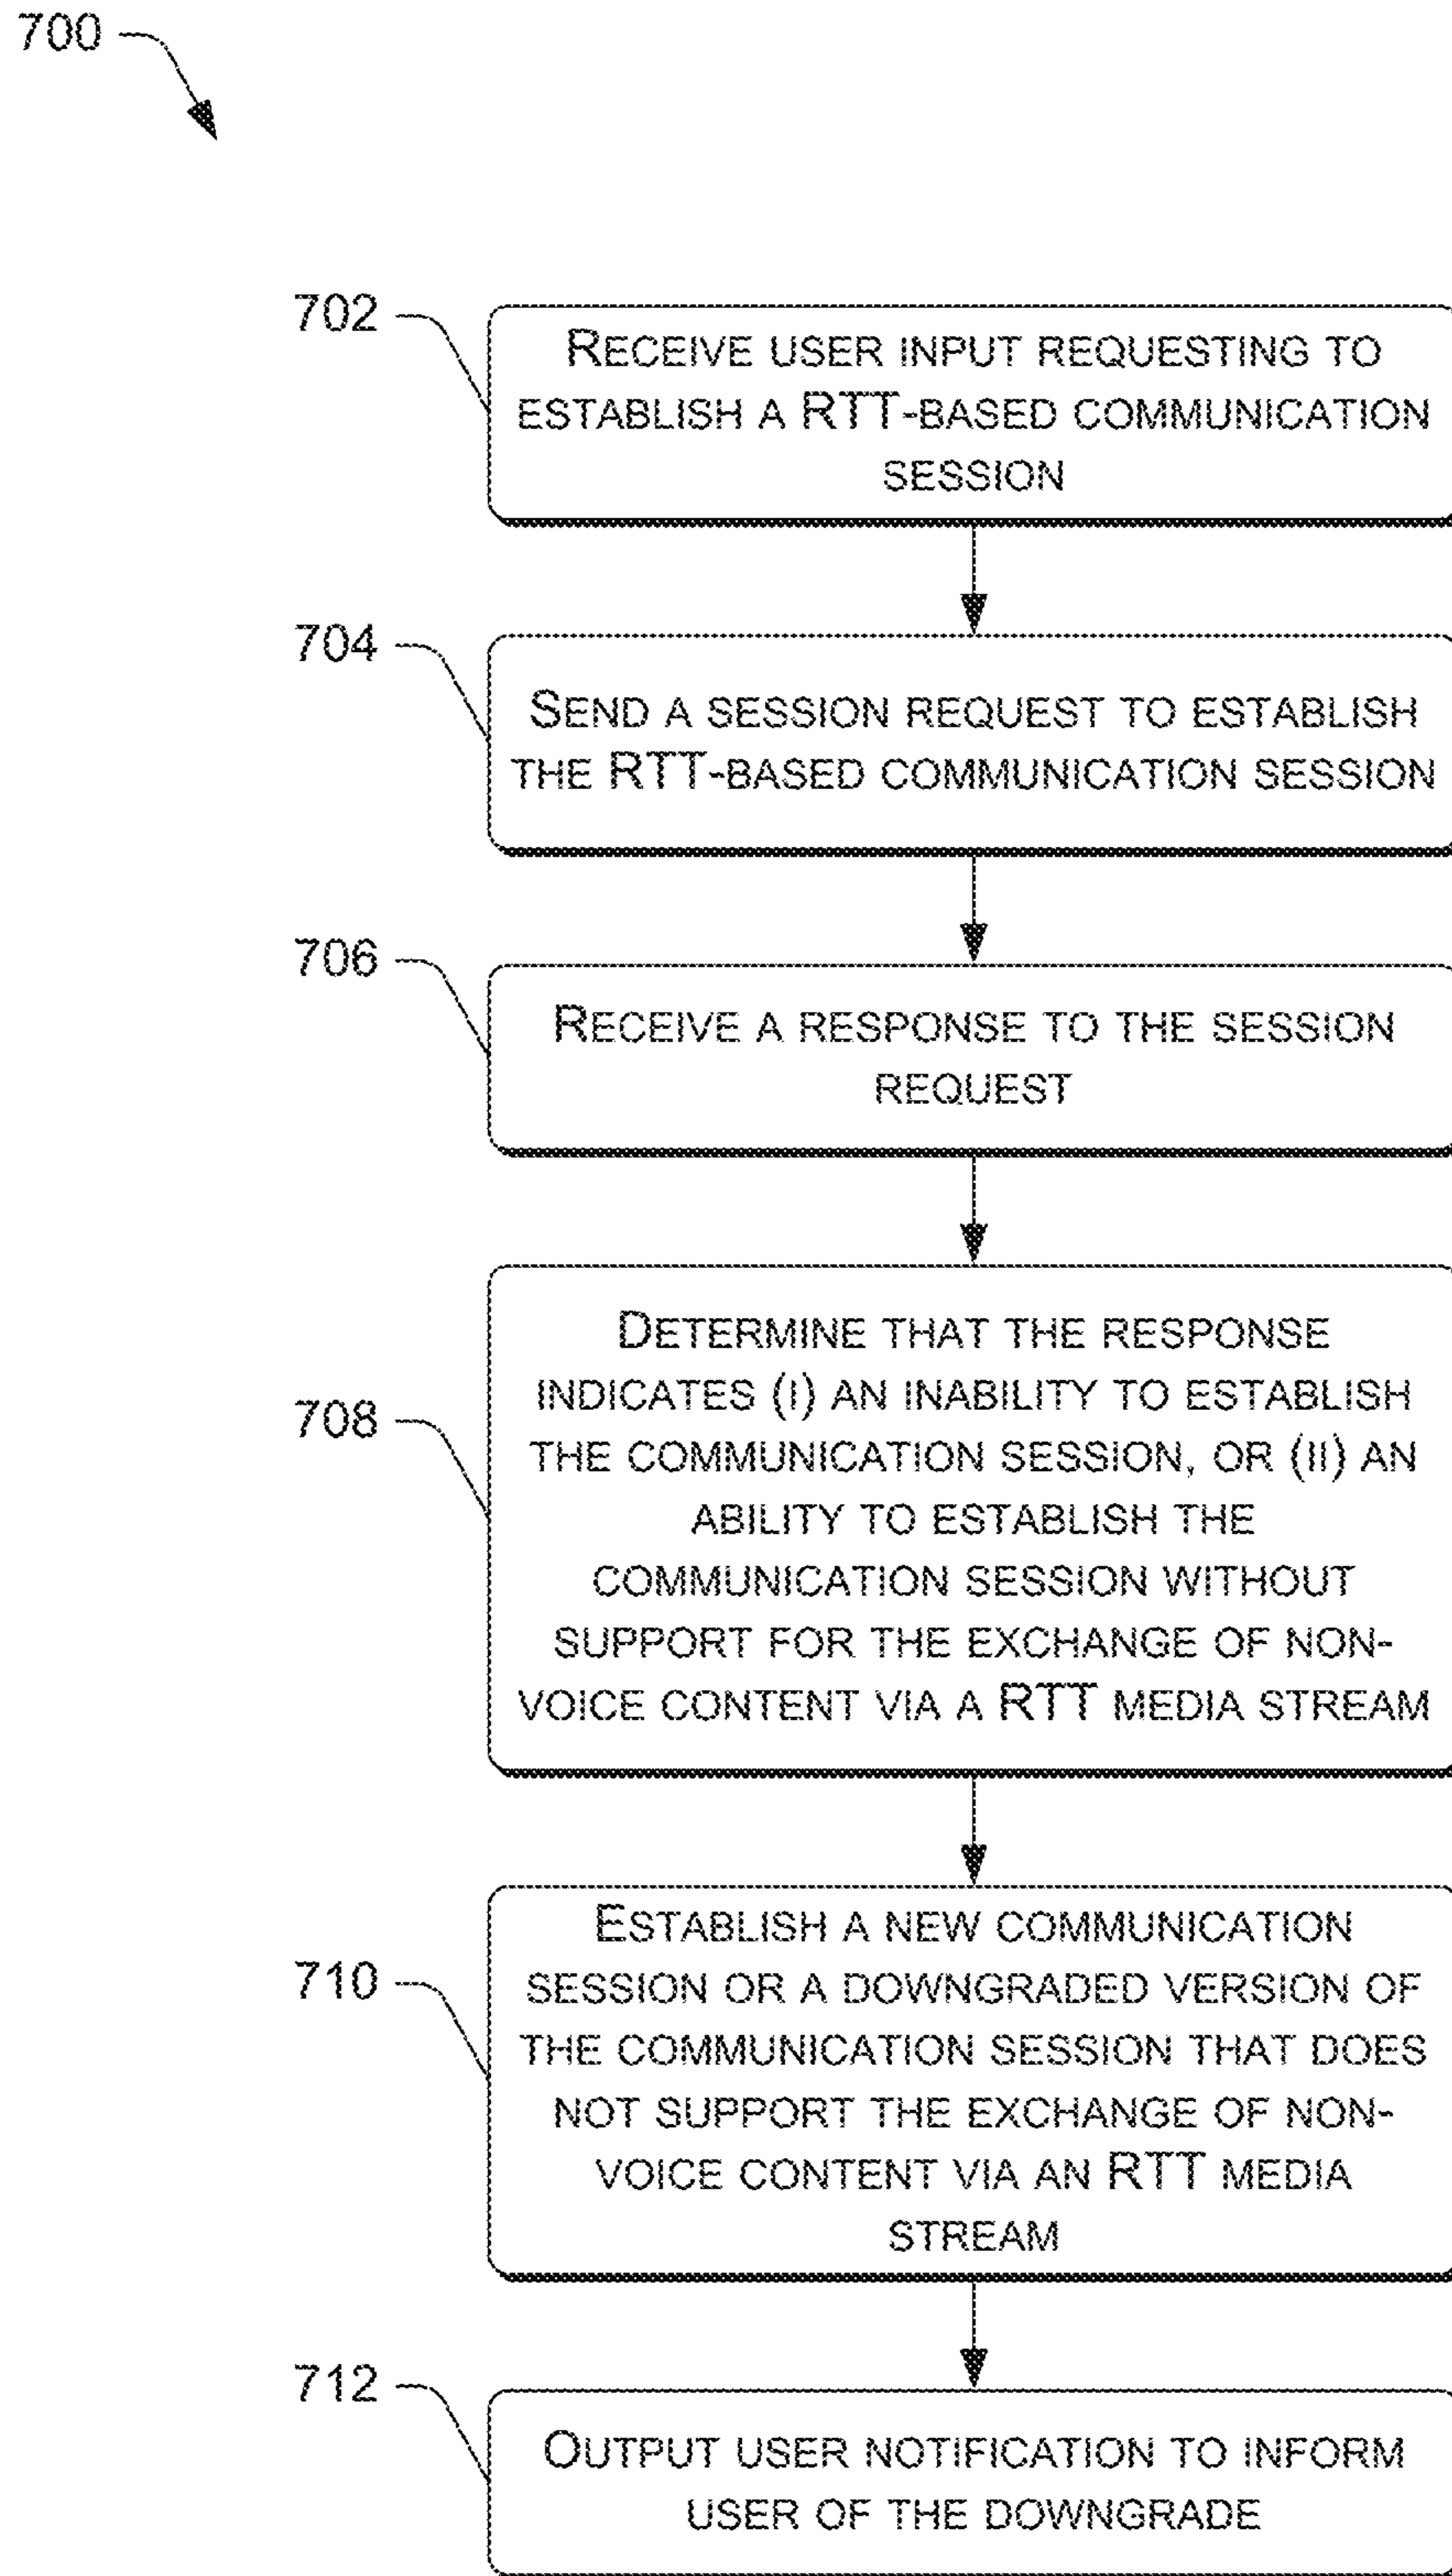 700
702
RECEIVE USER INPUT REQUESTING TO
ESTABLISH A RTT-BASED COMMUNICATION
SESSION
704
SEND A SESSION REQUEST TO ESTABLISH
THE RTT-BASED COMMUNICATION SESSION
706
RECEIVE A RESPONSE TO THE SESSION
REQUEST
708
DETERMINE THAT THE RESPONSE
INDICATES (I) AN INABILITY TO ESTABLISH
THE COMMUNICATION SESSION, OR (II) AN
ABILITY TO ESTABLISH THE
COMMUNICATION SESSION WITHOUT
SUPPORT FOR THE EXCHANGE OF NON-
VOICE CONTENT VIA A RTT MEDIA STREAM
710
ESTABLISH A NEW COMMUNICATION
SESSION OR A DOWNGRADED VERSION OF
THE COMMUNICATION SESSION THAT DOES
NOT SUPPORT THE EXCHANGE OF NON-
VOICE CONTENT VIA AN RTT MEDIA
STREAM
712
OUTPUT USER NOTIFICATION TO INFORM
USER OF THE DOWNGRADE